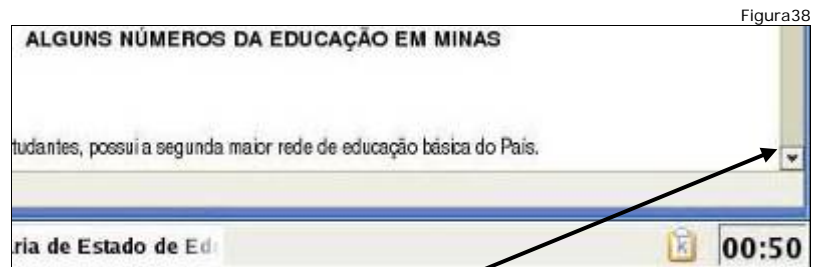 Figura38
ALGUNS NÚMEROS DA EDUCAÇÃO EM MINAS
tudantes, possui a segunda maior rede de educação básica do País.
ria de Estado de Ed
00:50